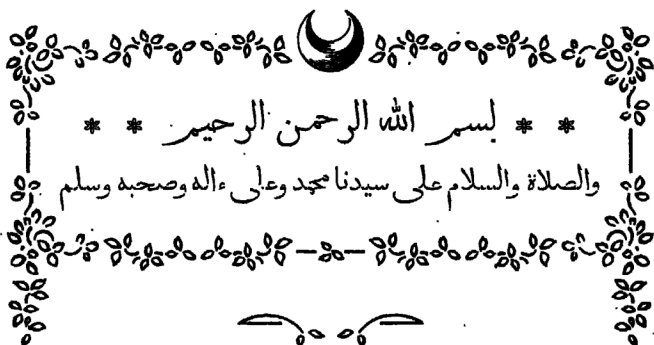 * * بسم الله الرحمن الرحيم * *
والصلاة والسلام على سيدنا محمد وعلى ءاله وصحبه وسلم